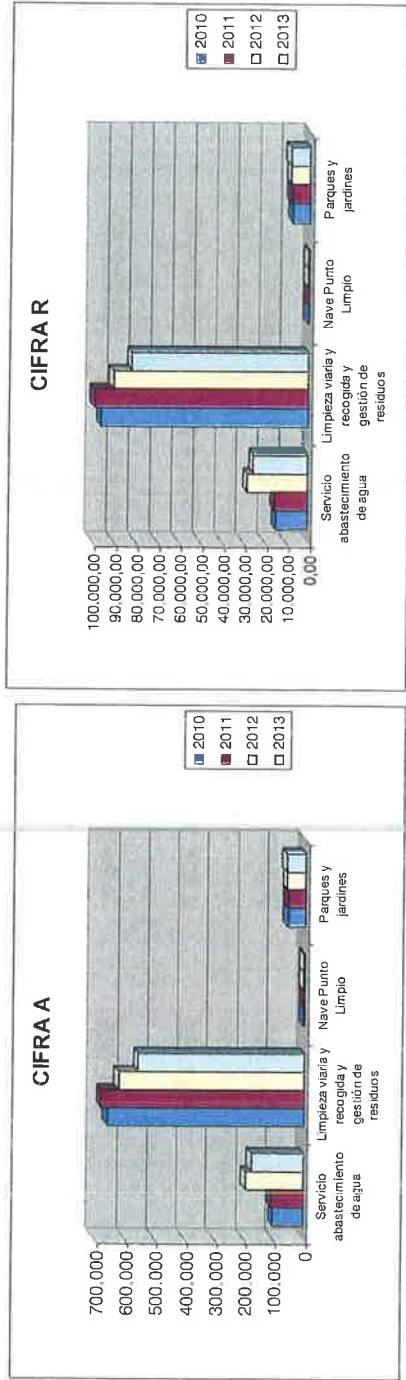 CIFRA A
700.000
600.000
500.000
400.000
300.000
200.000
100.000
0
Servicio
abastecimiento
de agua
Limpieza viaria y
recogida y
gestión de
residuos
Nave Punto
Limpio
Parques y
jardines
2010
2011
2012
2013
CIFRA R
100.000,00
90.000,00
80.000,00
70.000,00
60.000,00
50.000,00
40.000,00
30.000,00
20.000,00
10.000,00
0,00
Servicio
abastecimiento
de agua
Limpieza viaria y
recogida y
gestión de
residuos
Nave Punto
Limpio
Parques y
jardines
2010
2011
2012
2013